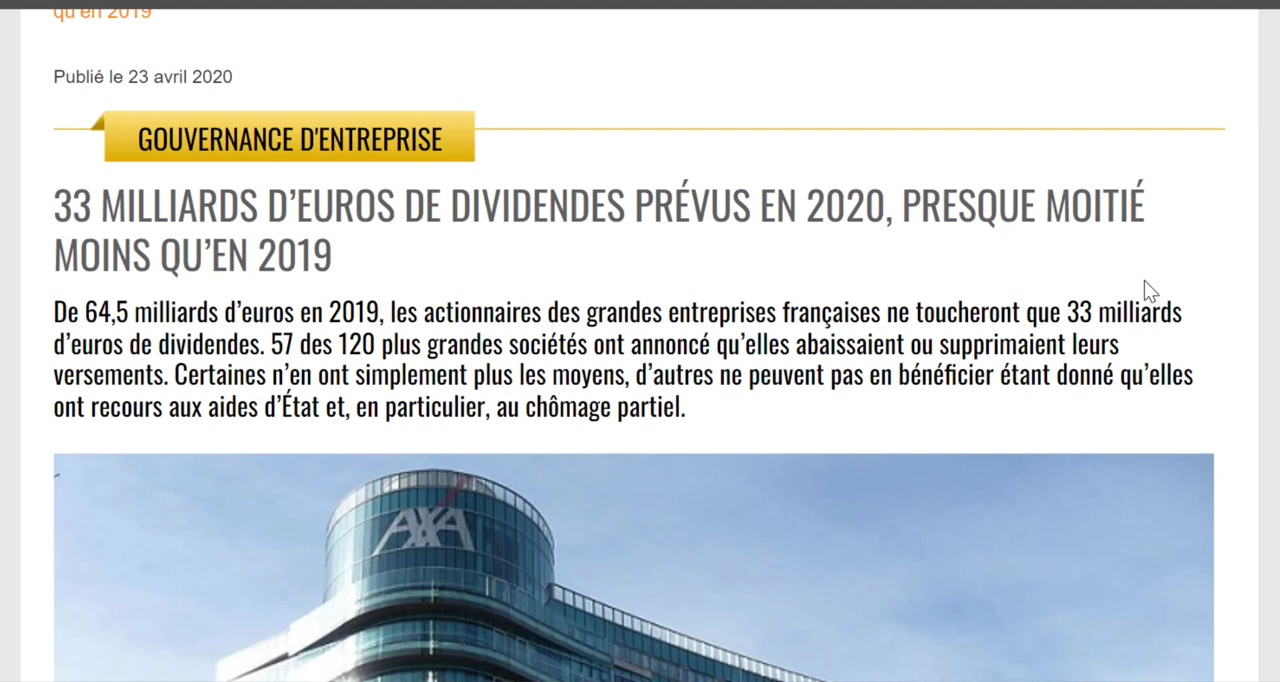 qu'en 2019
Publié le 23 avril 2020
GOUVERNANCE D'ENTREPRISE
33 MILLIARDS D’EUROS DE DIVIDENDES PRÉVUS EN 2020, PRESQUE MOITIÉ
MOINS QU’EN 2019
De 64,5 milliards d’euros en 2019, les actionnaires des grandes entreprises françaises ne toucheront que 33 milliards
d’euros de dividendes. 57 des 120 plus grandes sociétés ont annoncé qu’elles abaissaient ou supprimaient leurs
versements. Certaines n’en ont simplement plus les moyens, d’autres ne peuvent pas en bénéficier étant donné qu’elles
ont recours aux aides d’État et, en particulier, au chômage partiel.
AXA